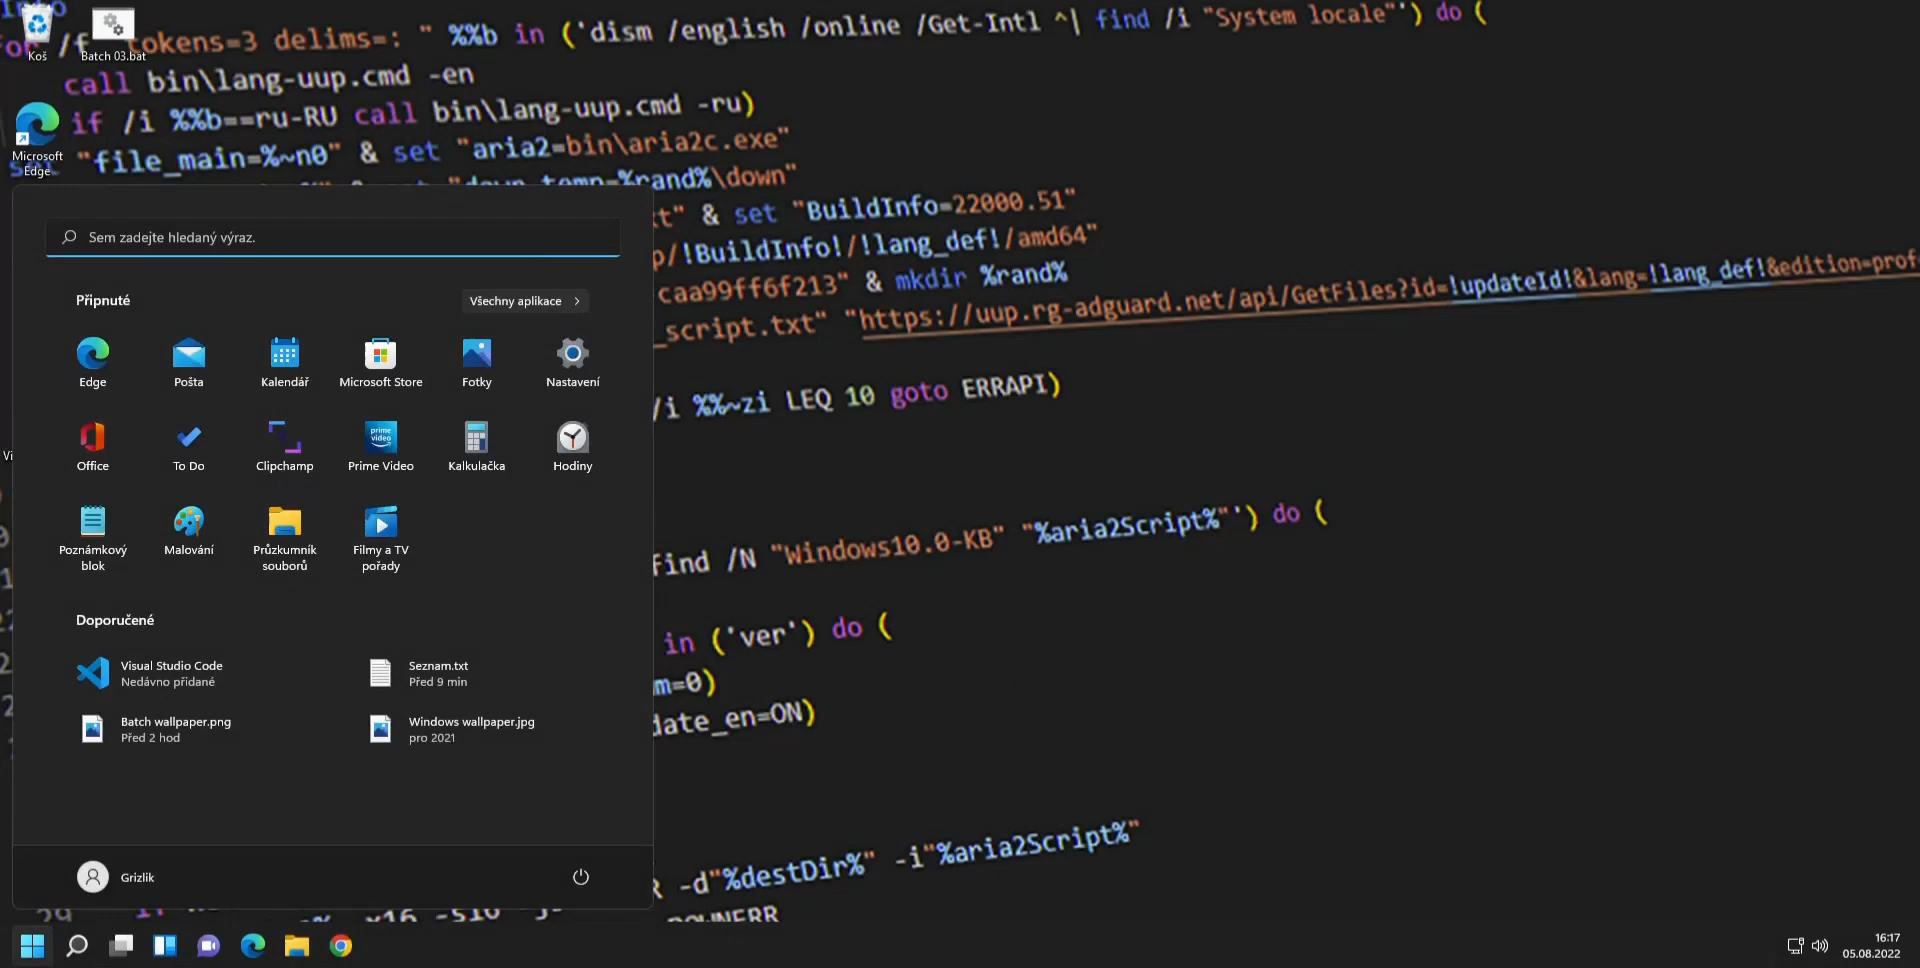 Info
for /f "tokens=3 delims=: " %%b in ('dism /english /online /Get-Intl ^| find /i "System locale"') do (
Koš
Batch 03.bat
call bin\lang-uup.cmd -en
if /i %%b==ru-RU call bin\lang-uup.cmd -ru)
"file_main=%~n0" & set "aria2=bin\aria2c.exe"
Microsoft
Edge
"down_temp=%rand%\down"
& set "BuildInfo=22000.51"
p/!BuildInfo!/!lang_def!/amd64"
caa99ff6f213" & mkdir %rand%
_script.txt" "https://uup.rg-adguard.net/api/GetFiles?id=!updateId!&lang=!lang_def!&edition=prof
/i %%~zi LEQ 10 goto ERRAPI)
find /N "Windows10.0-KB" "%aria2Script%"') do (
in ('ver') do (
m=0)
date_en=ON)
R -d"%destDir%" -i"%aria2Script%"
Sem zadejte hledaný výraz.
Připnuté
Všechny aplikace
Edge
Pošta
Kalendář
Microsoft Store
Fotky
Nastavení
Office
To Do
Clipchamp
prime video
Prime Video
Kalkulačka
Hodiny
Poznámkový
blok
Malování
Průzkumník
souborů
Filmy a TV
pořady
Doporučené
Visual Studio Code
Nedávno přidané
Seznam.txt
Před 9 min
Batch wallpaper.png
Před 2 hod
Windows wallpaper.jpg
pro 2021
Grizlik
29
16:17
05.08.2022